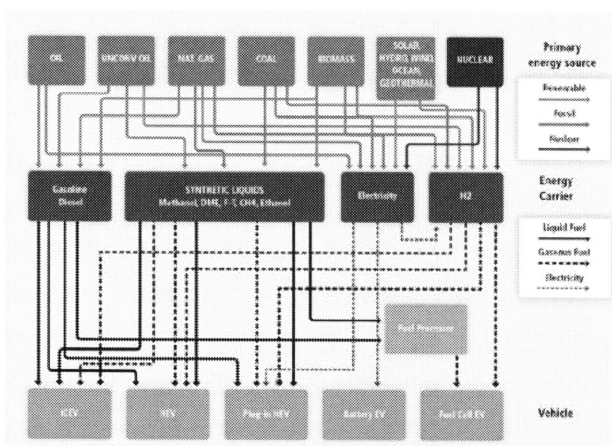 OIL
UNCONV OIL
NAT. GAS
COAL
BIOMASS
SOLAR,
HYDRO, WIND,
OCEAN,
GEOTHERMAL
NUCLEAR
Primary
energy source
Renewable
Fossil
Nuclear
Gasoline
Diesel
SYNTHETIC LIQUIDS
Methanol, DME, F-T, CH4, Ethanol
Electricity
H2
Energy
Carrier
Liquid Fuel
Gaseous Fuel
Electricity
Fuel Processor
ICEV
HEV
Plug-in HEV
Battery EV
Fuel Cell EV
Vehicle